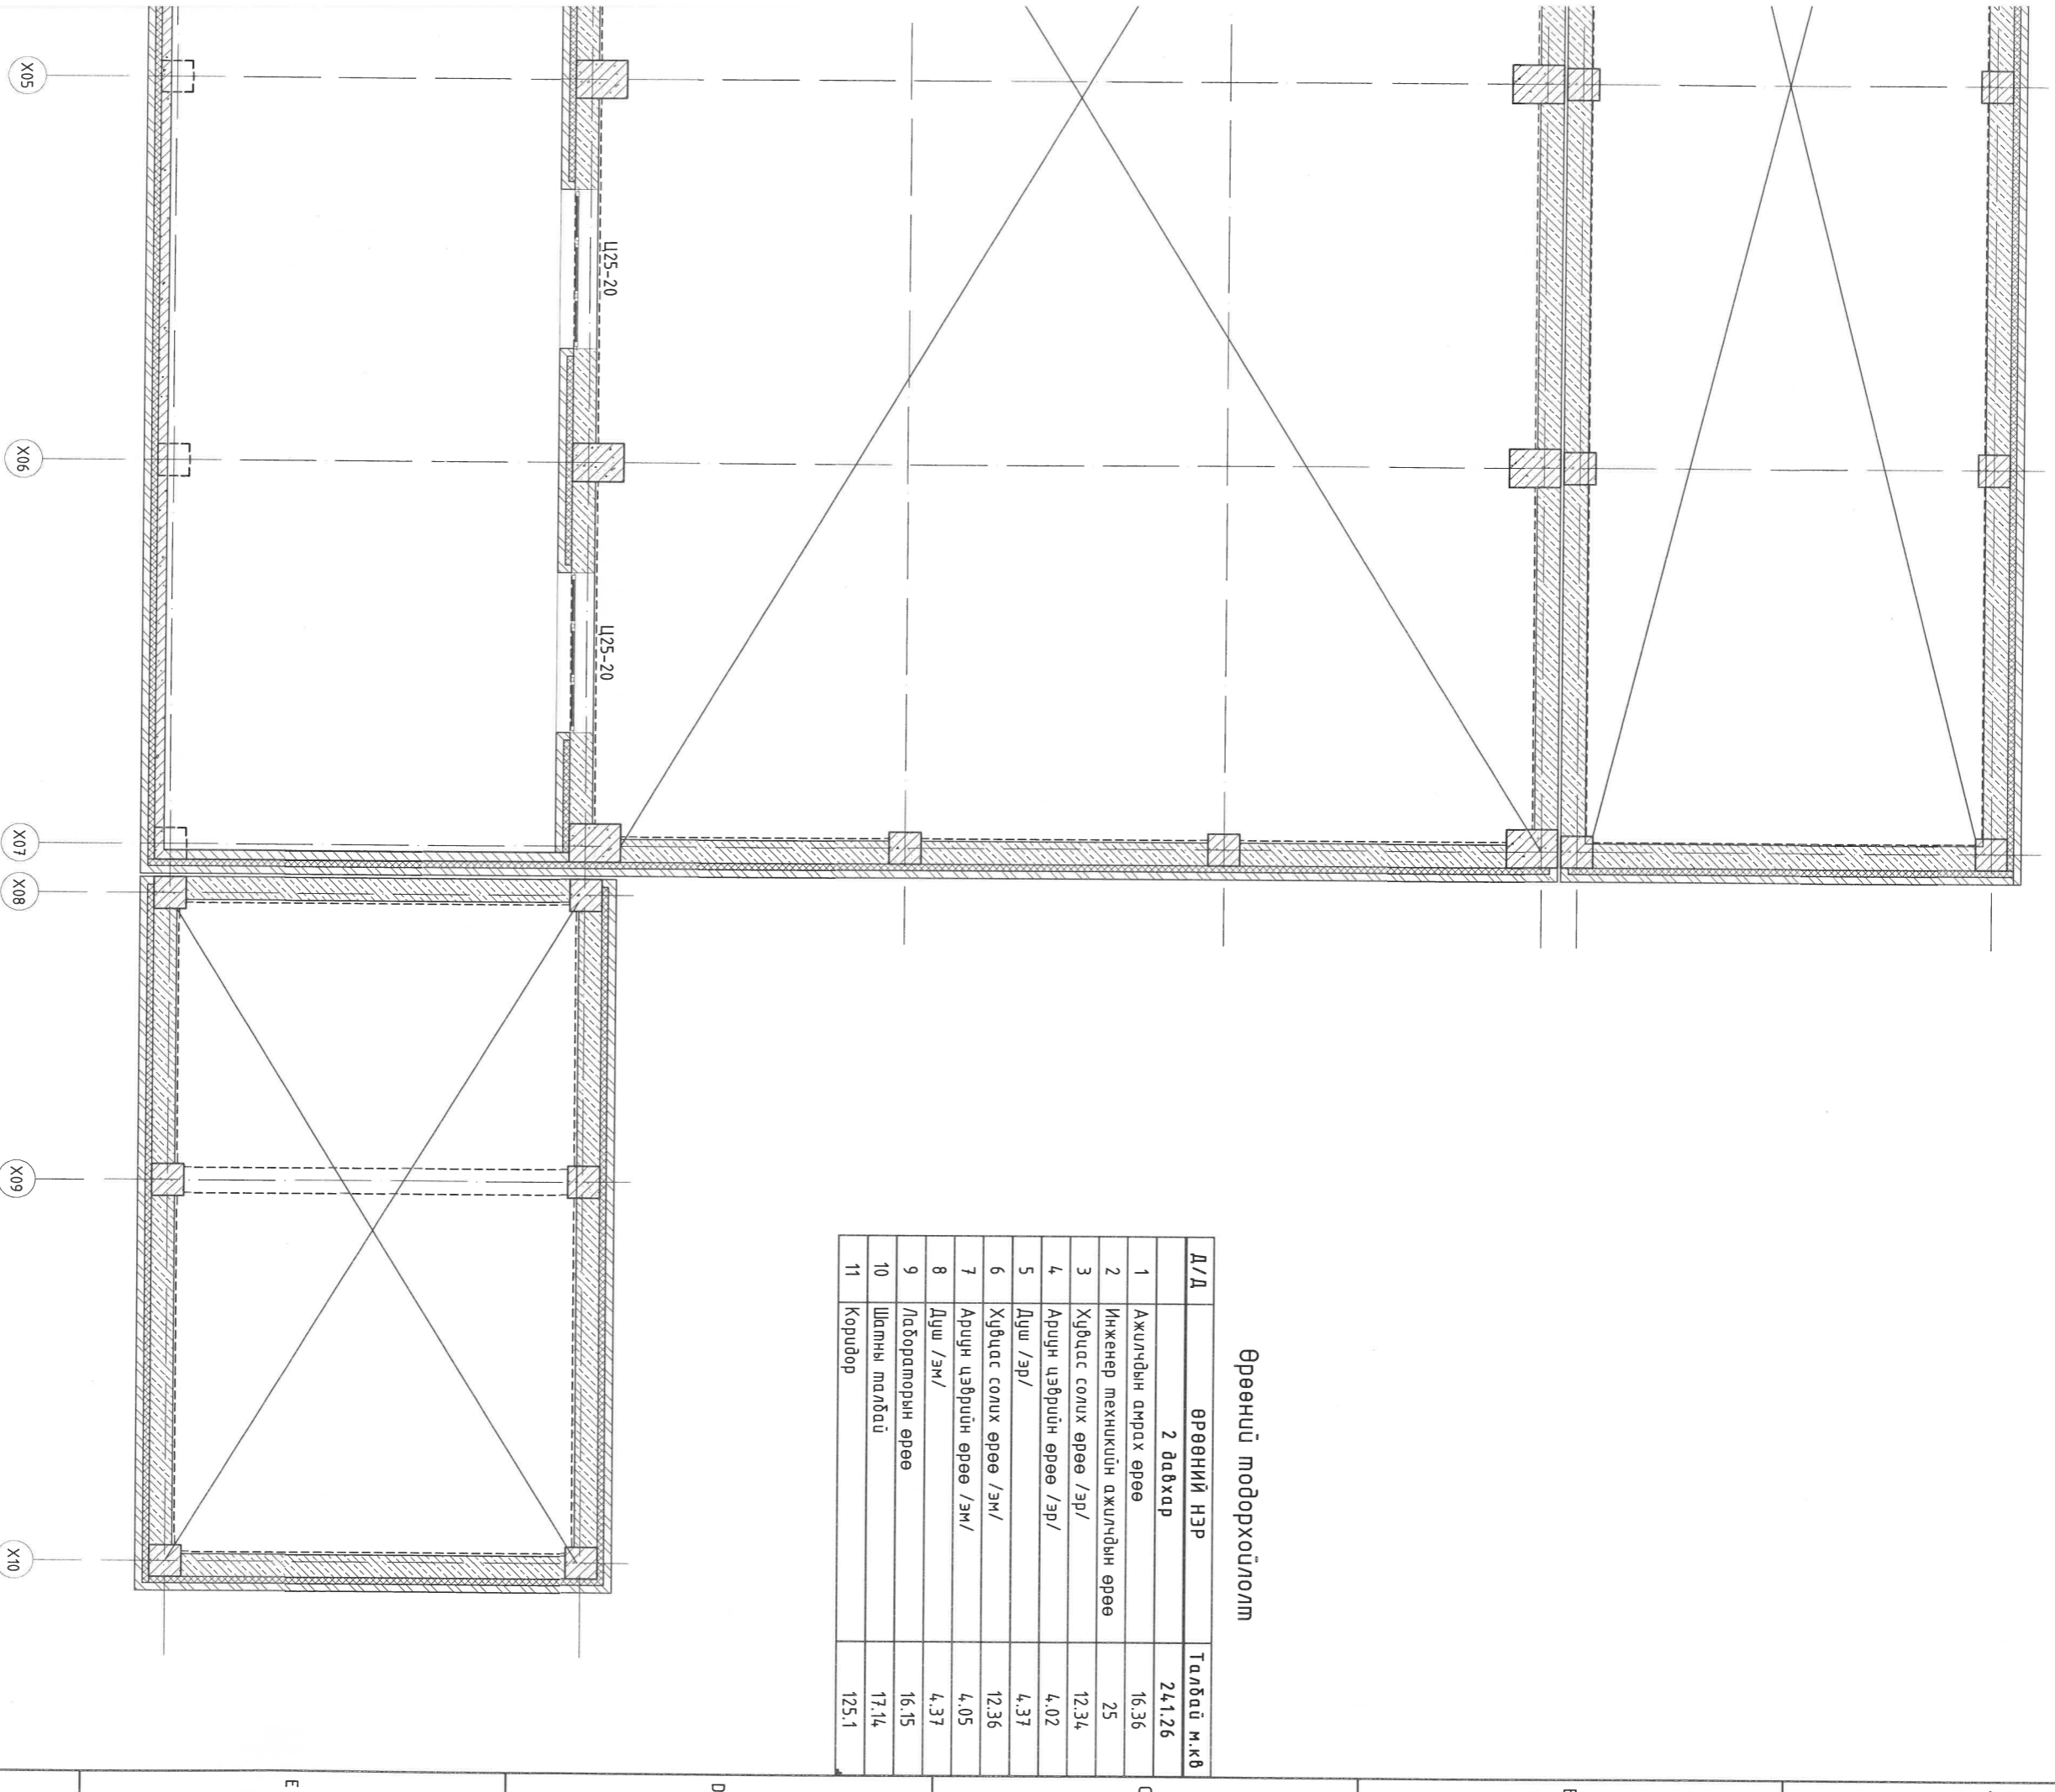 X05
X06
X07
X08
X09
X10
Ц25-20
Ц25-20
Өрөөний тодорхойлолт
Д/Д ӨРӨӨНИЙ НЭР Талбай м.кв
2 давхар 241.26
1 Ажилчдын амрах өрөө 16.36
2 Инженер техникийн ажилчдын өрөө 25
3 Хувцас солих өрөө /эр/ 12.34
4 Ариун цэврийн өрөө /эр/ 4.02
5 Душ /эр/ 4.37
6 Хувцас солих өрөө /эм/ 12.36
7 Ариун цэврийн өрөө /эм/ 4.05
8 Душ /эм/ 4.37
9 Лабораторын өрөө 16.15
10 Шатны талбай 17.14
11 Коридор 125.1
E
D